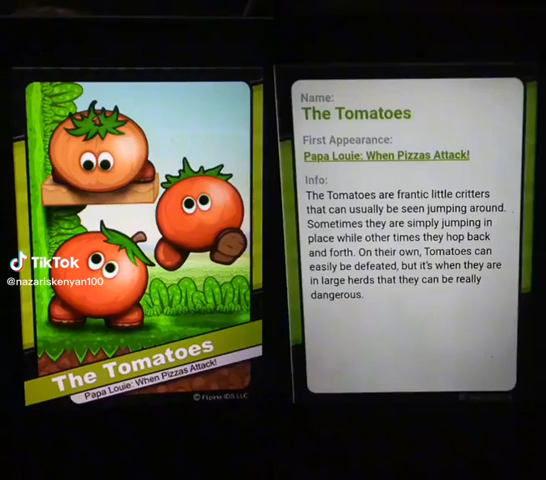 TikTok
@nazariskenyan100
The Tomatoes
Papa Louie: When Pizzas Attack!
Name:
The Tomatoes
First Appearance:
Papa Louie: When Pizzas Attack!
Info:
The Tomatoes are frantic little critters
that can usually be seen jumping around.
Sometimes they are simply jumping in
place while other times they hop back
and forth. On their own, Tomatoes can
easily be defeated, but it's when they are
in large herds that they can be really
dangerous.